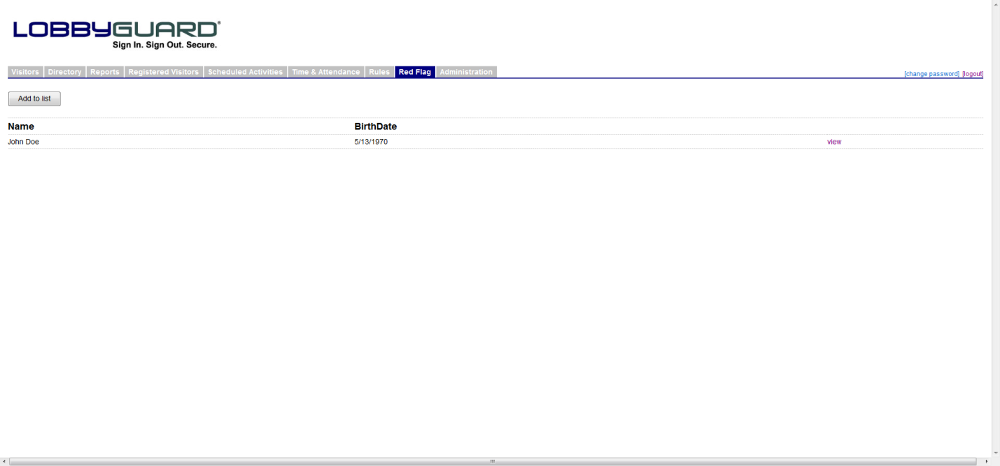 LOBBYGUARD®
Sign In. Sign Out. Secure.
Visitors Directory Reports Registered Visitors Scheduled Activities Time & Attendance Rules Red Flag Administration [change password] [logout]
Add to list
Name BirthDate
John Doe 5/13/1970 view